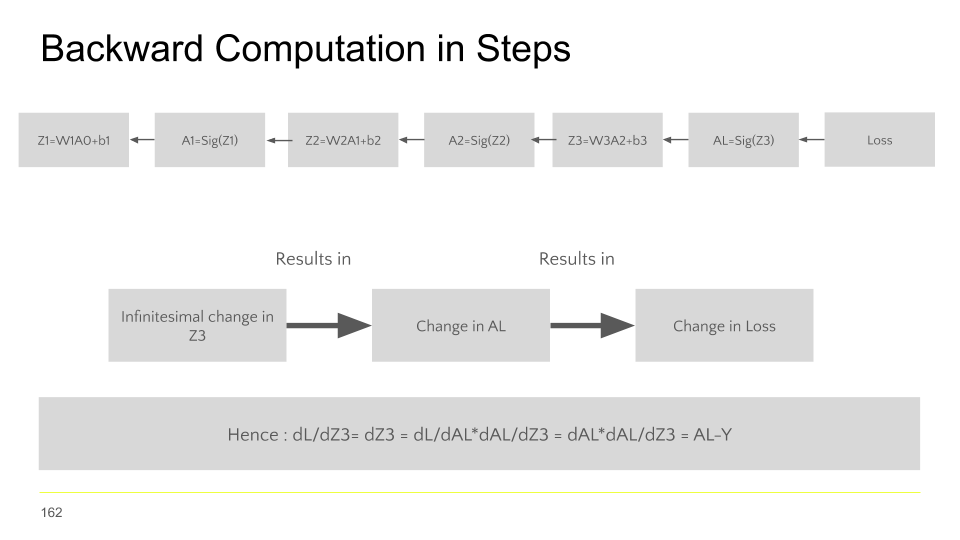 Backward Computation in Steps
Z1=W1A0+b1
A1=Sig(Z1)
Z2=W2A1+b2
A2=Sig(Z2)
Z3=W3A2+b3
AL=Sig(Z3)
Loss
Results in
Results in
Infinitesimal change in
Z3
Change in AL
Change in Loss
Hence : dL/dZ3= dZ3 = dL/dAL*dAL/dZ3 = dAL*dAL/dZ3 = AL-Y
162